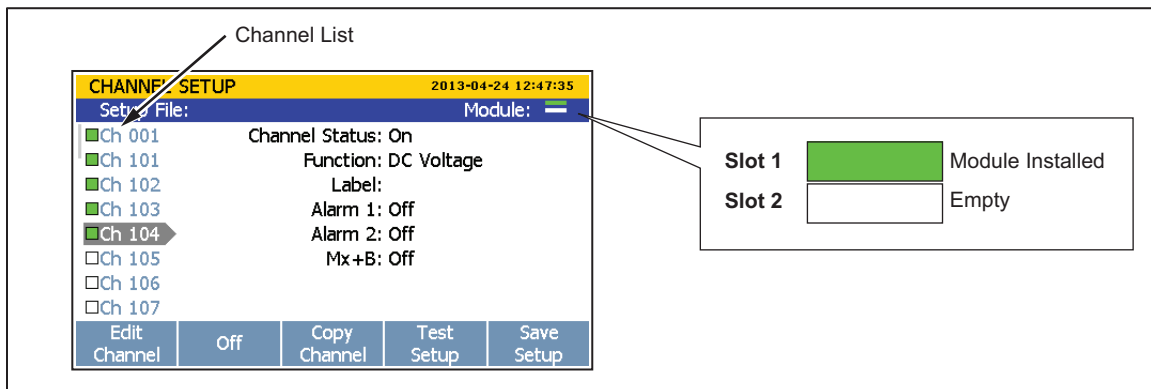 Channel List
CHANNEL SETUP 2013-04-24 12:47:35
Setup File: Module:
Ch 001 Channel Status: On
Ch 101 Function: DC Voltage
Ch 102 Label:
Ch 103 Alarm 1: Off
Ch 104 Alarm 2: Off
Ch 105 Mx+B: Off
Ch 106
Ch 107
Edit Channel Off Copy Channel Test Setup Save Setup
Slot 1 Module Installed
Slot 2 Empty